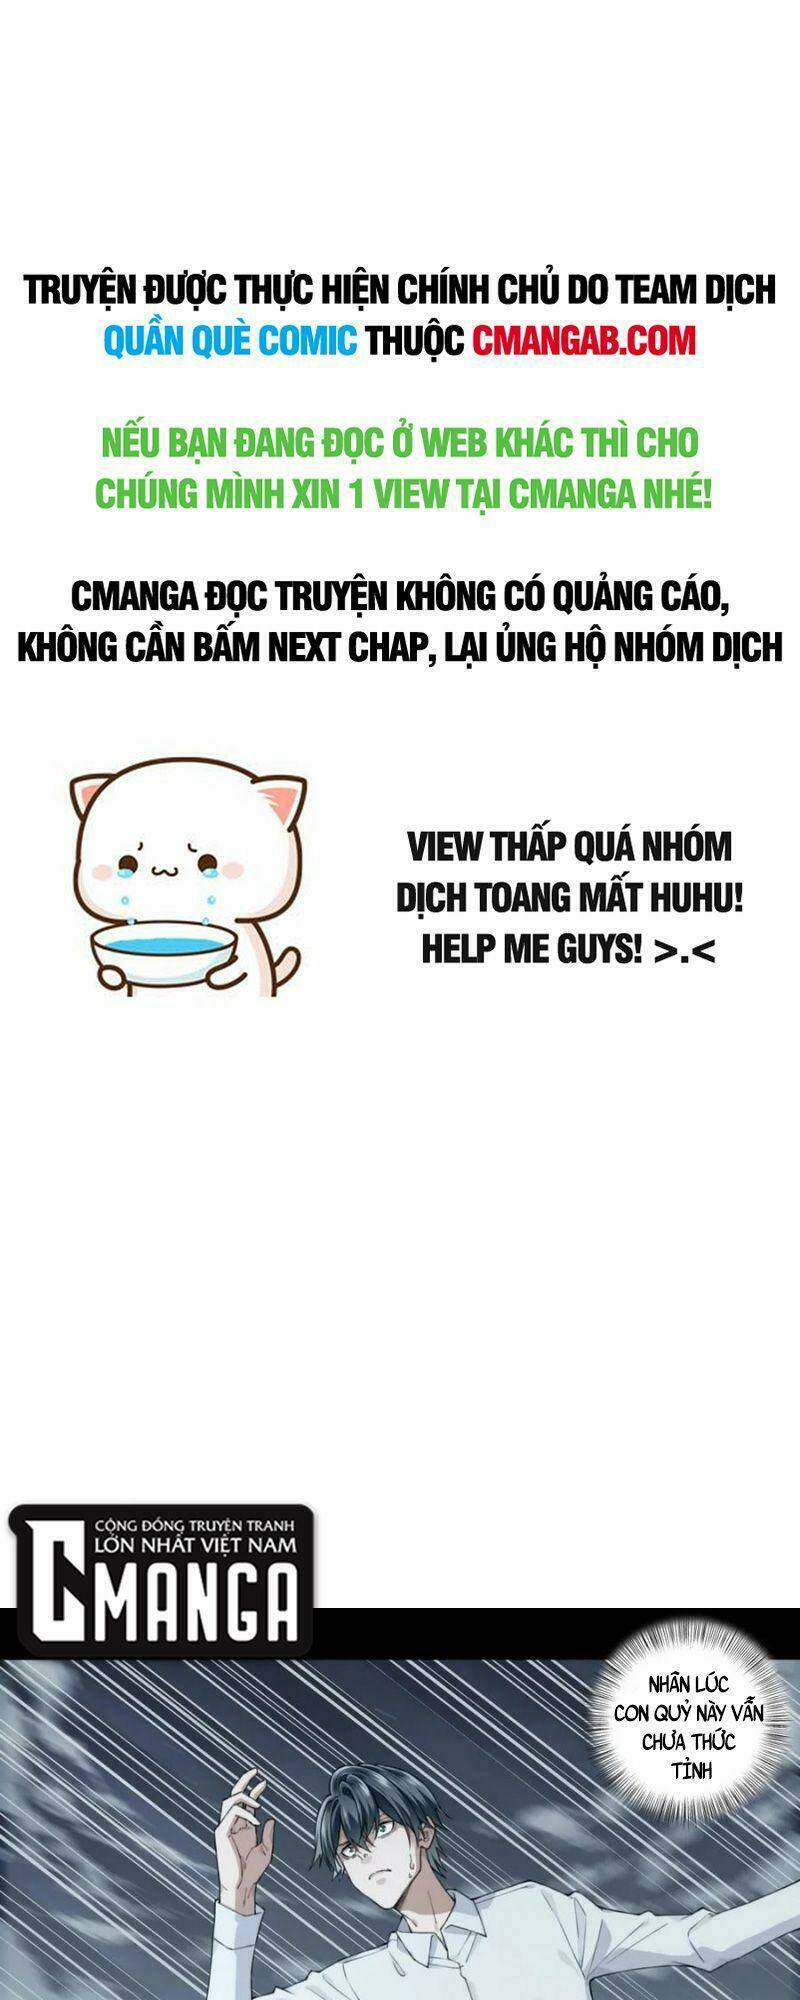 TRUYỆN ĐƯỢC THỰC HIỆN CHÍNH CHỦ DO TEAM DỊCH
QUẦN QUÈ COMIC THUỘC CMANGAB.COM
NẾU BẠN ĐANG ĐỌC Ở WEB KHÁC THÌ CHO
CHÚNG MÌNH XIN 1 VIEW TẠI CMANGA NHÉ!
CMANGA ĐỌC TRUYỆN KHÔNG CÓ QUẢNG CÁO,
KHÔNG CẦN BẤM NEXT CHAP, LẠI ỦNG HỘ NHÓM DỊCH
VIEW THẤP QUÁ NHÓM
DỊCH TOANG MẤT HUHU!
HELP ME GUYS! >.<
CỘNG ĐỒNG TRUYỆN TRANH
LỚN NHẤT VIỆT NAM
CMANGA
NHÂN LÚC
CON QUỶ NÀY VẪN
CHƯA THỨC
TỈNH